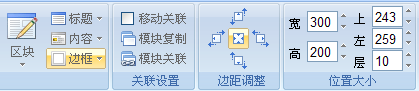 区块
标题
内容
边框
移动关联
模块复制
模块关联
关联设置
边距调整
宽 300
高 200
上 243
左 259
层 10
位置大小